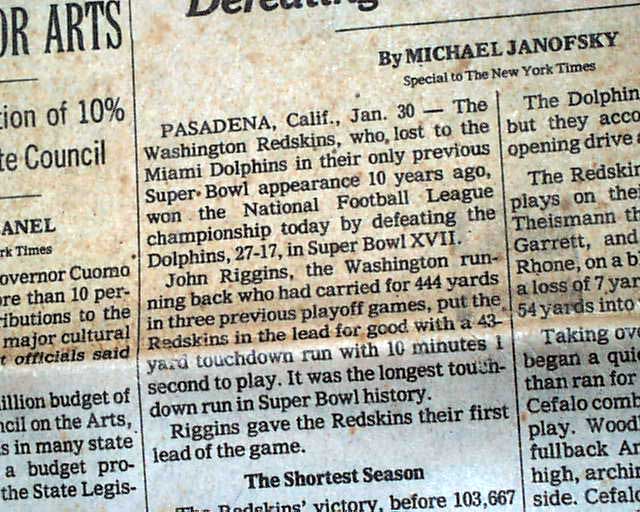 OR ARTS
tion of 10%
te Council
ANEL
rk Times
overnor Cuomo
ore than 10 per-
ributions to the
major cultural
t officials said
illion budget of
ncil on the Arts,
s in many state
a budget pro-
the State Legis-
Defeating
By MICHAEL JANOFSKY
Special to The New York Times
PASADENA, Calif., Jan. 30 — The
Washington Redskins, who lost to the
Miami Dolphins in their only previous
Super Bowl appearance 10 years ago,
won the National Football League
championship today by defeating the
Dolphins, 27-17, in Super Bowl XVII.
John Riggins, the Washington run-
ning back who had carried for 444 yards
in three previous playoff games, put the
Redskins in the lead for good with a 43-
yard touchdown run with 10 minutes 1
second to play. It was the longest touch-
down run in Super Bowl history.
Riggins gave the Redskins their first
lead of the game.
The Shortest Season
The Redskins' victory, before 103,667
The Dolphin
but they acco
opening drive a
The Redskin
plays on thei
Theismann th
Garrett, and
Rhone, on a bl
a loss of 7 yar
54 yards into
Taking ove
began a quic
than ran for
Cefalo comb
play. Woodl
fullback An
high, archin
side. Cefalo